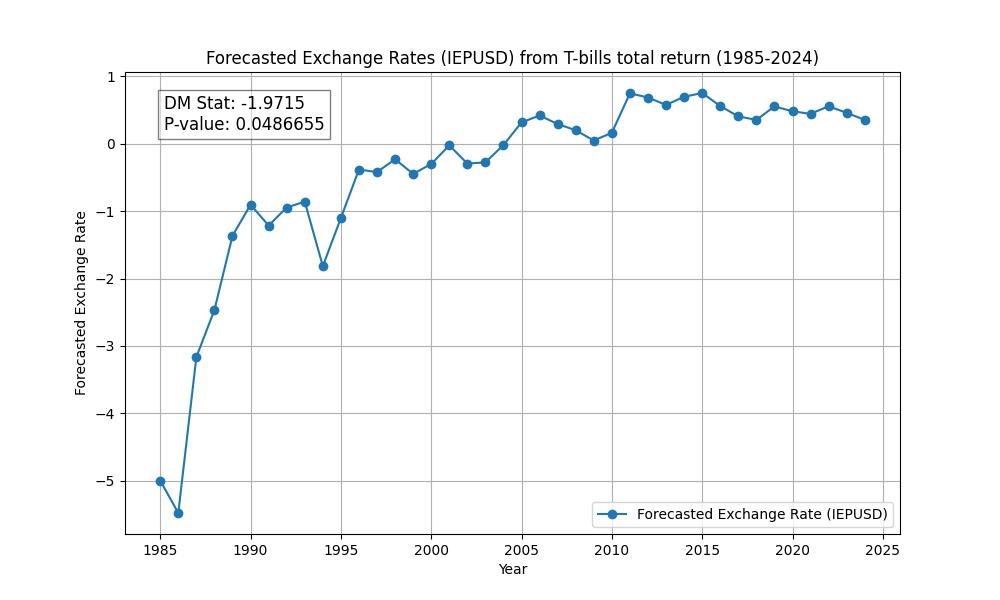 Forecasted Exchange Rates (IEPUSD) from T-bills total return (1985-2024)
DM Stat: -1.9715
P-value: 0.0486655
Forecasted Exchange Rate
1
0
−1
−2
−3
−4
−5
Forecasted Exchange Rate (IEPUSD)
1985 1990 1995 2000 2005 2010 2015 2020 2025
Year